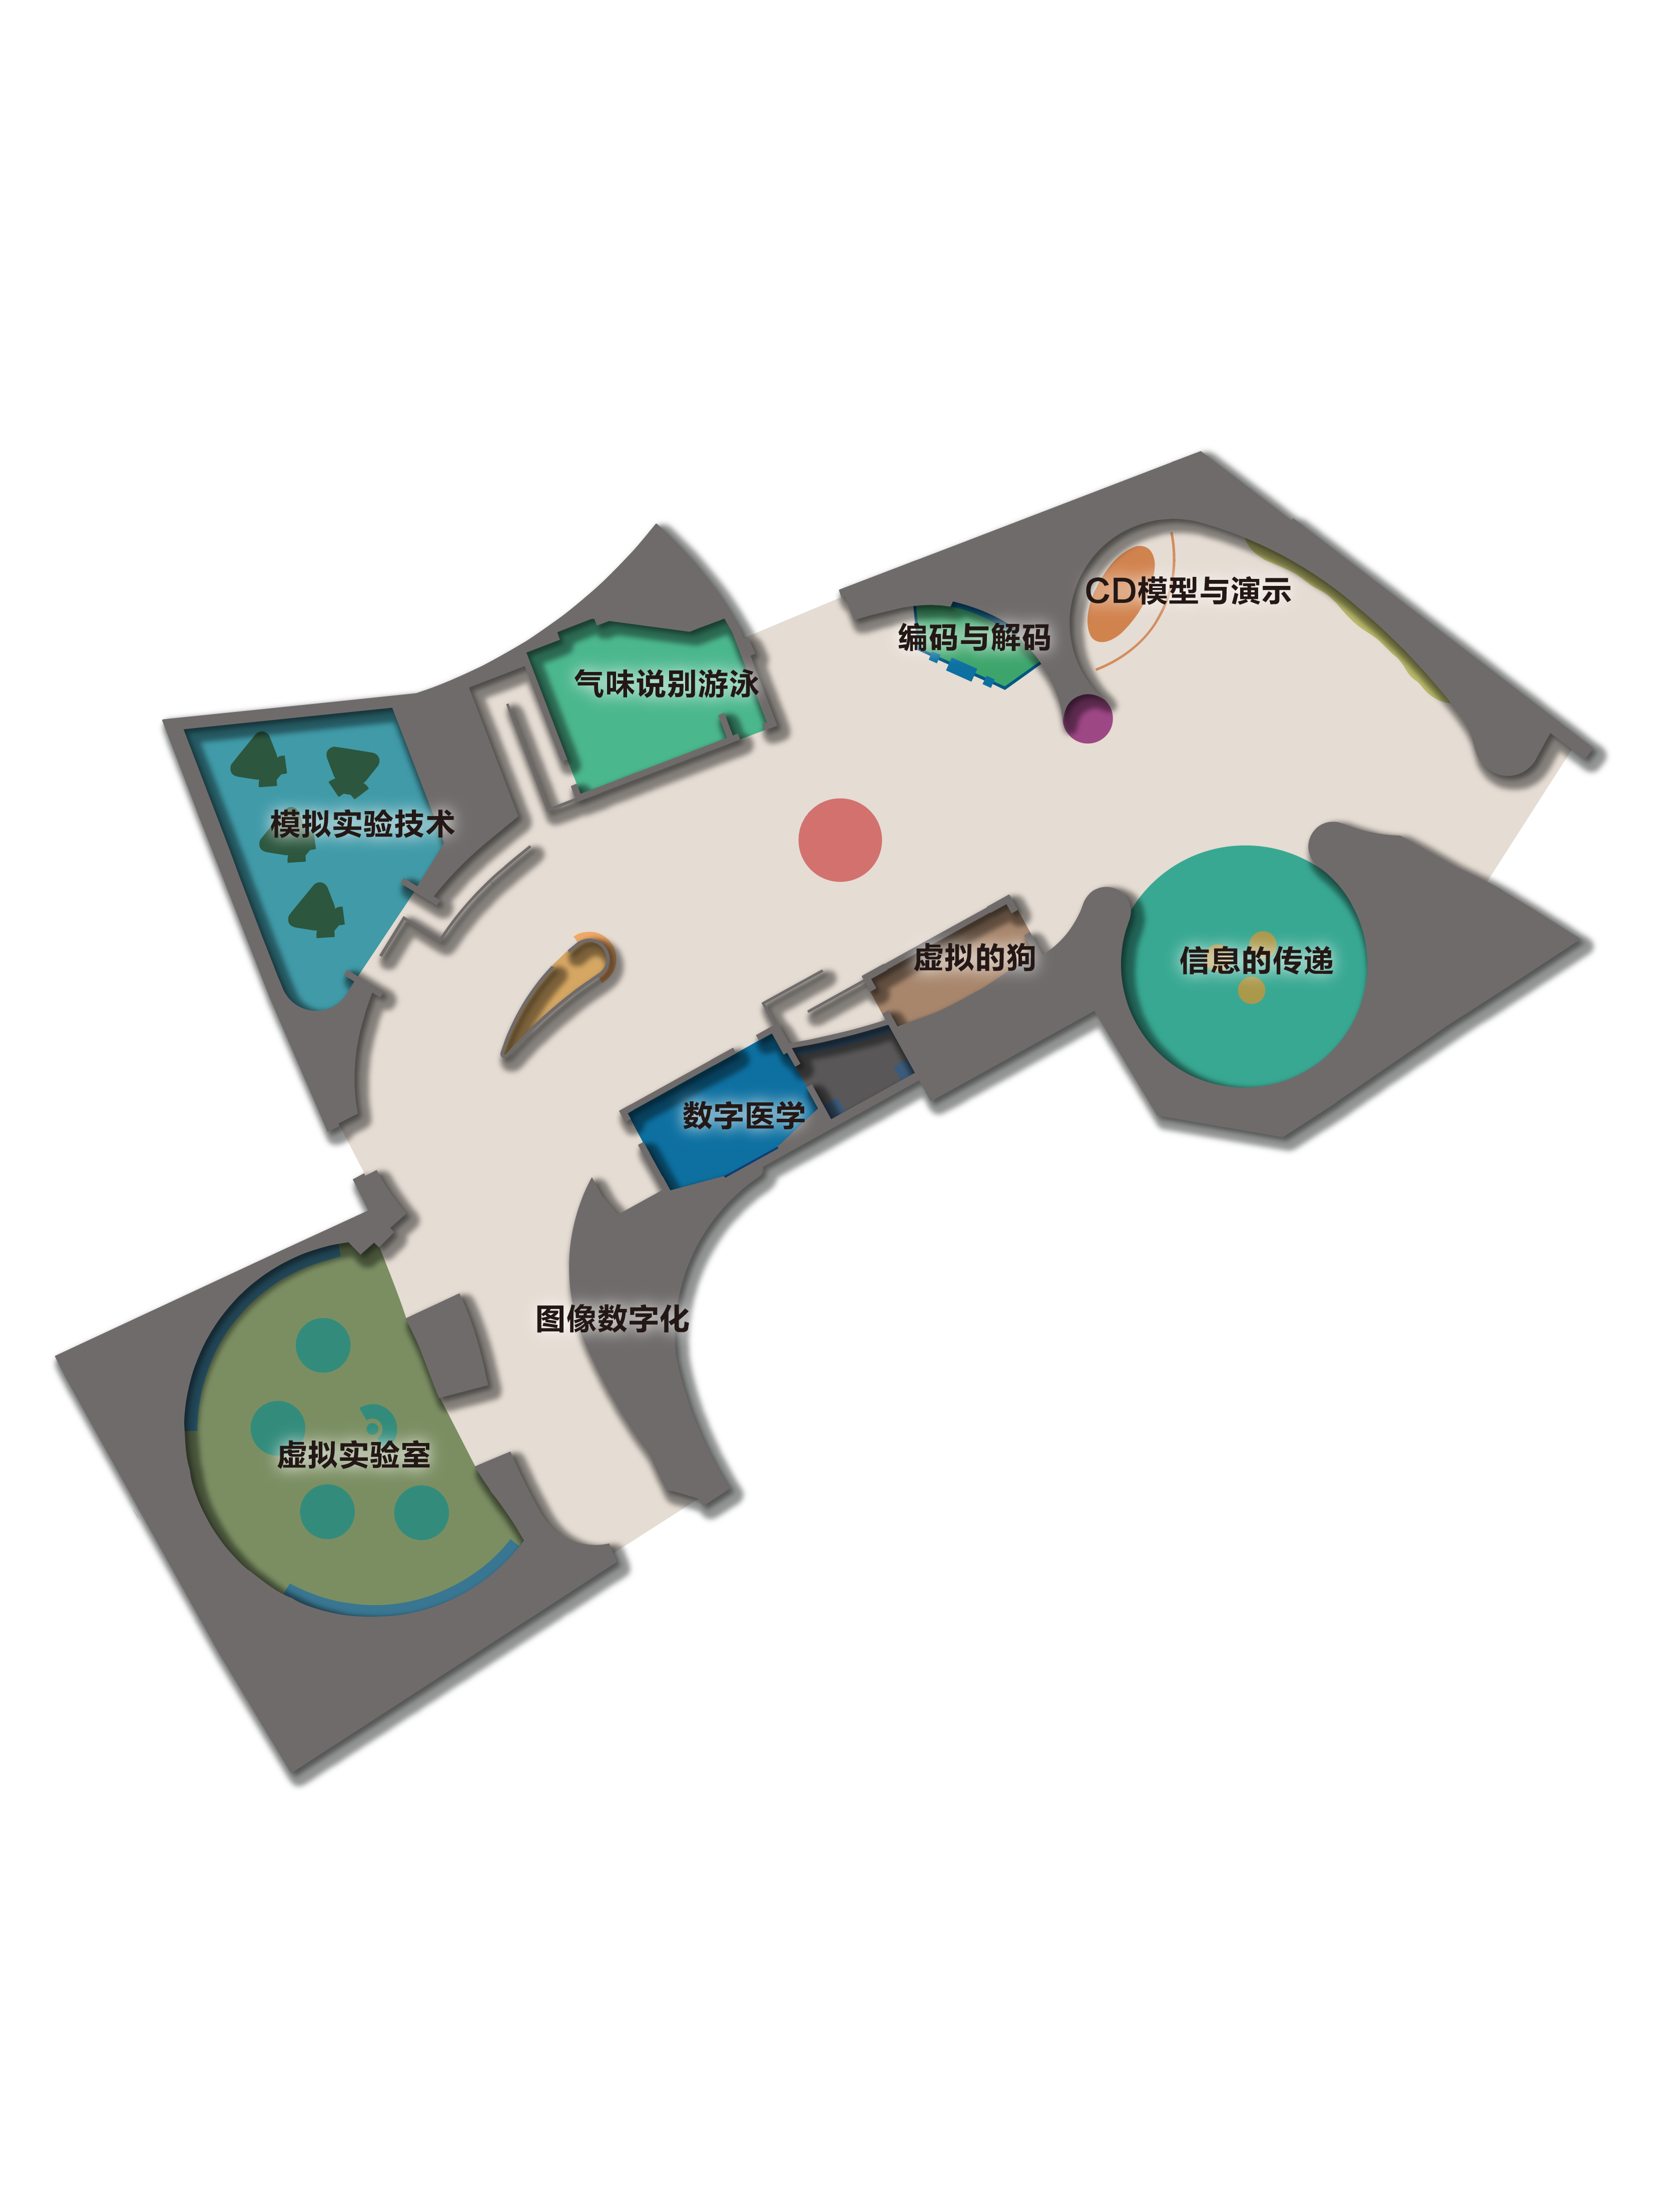 CD模型与演示
编码与解码
气味说别游泳
模拟实验技术
虚拟的狗
信息的传递
数字医学
图像数字化
虚拟实验室